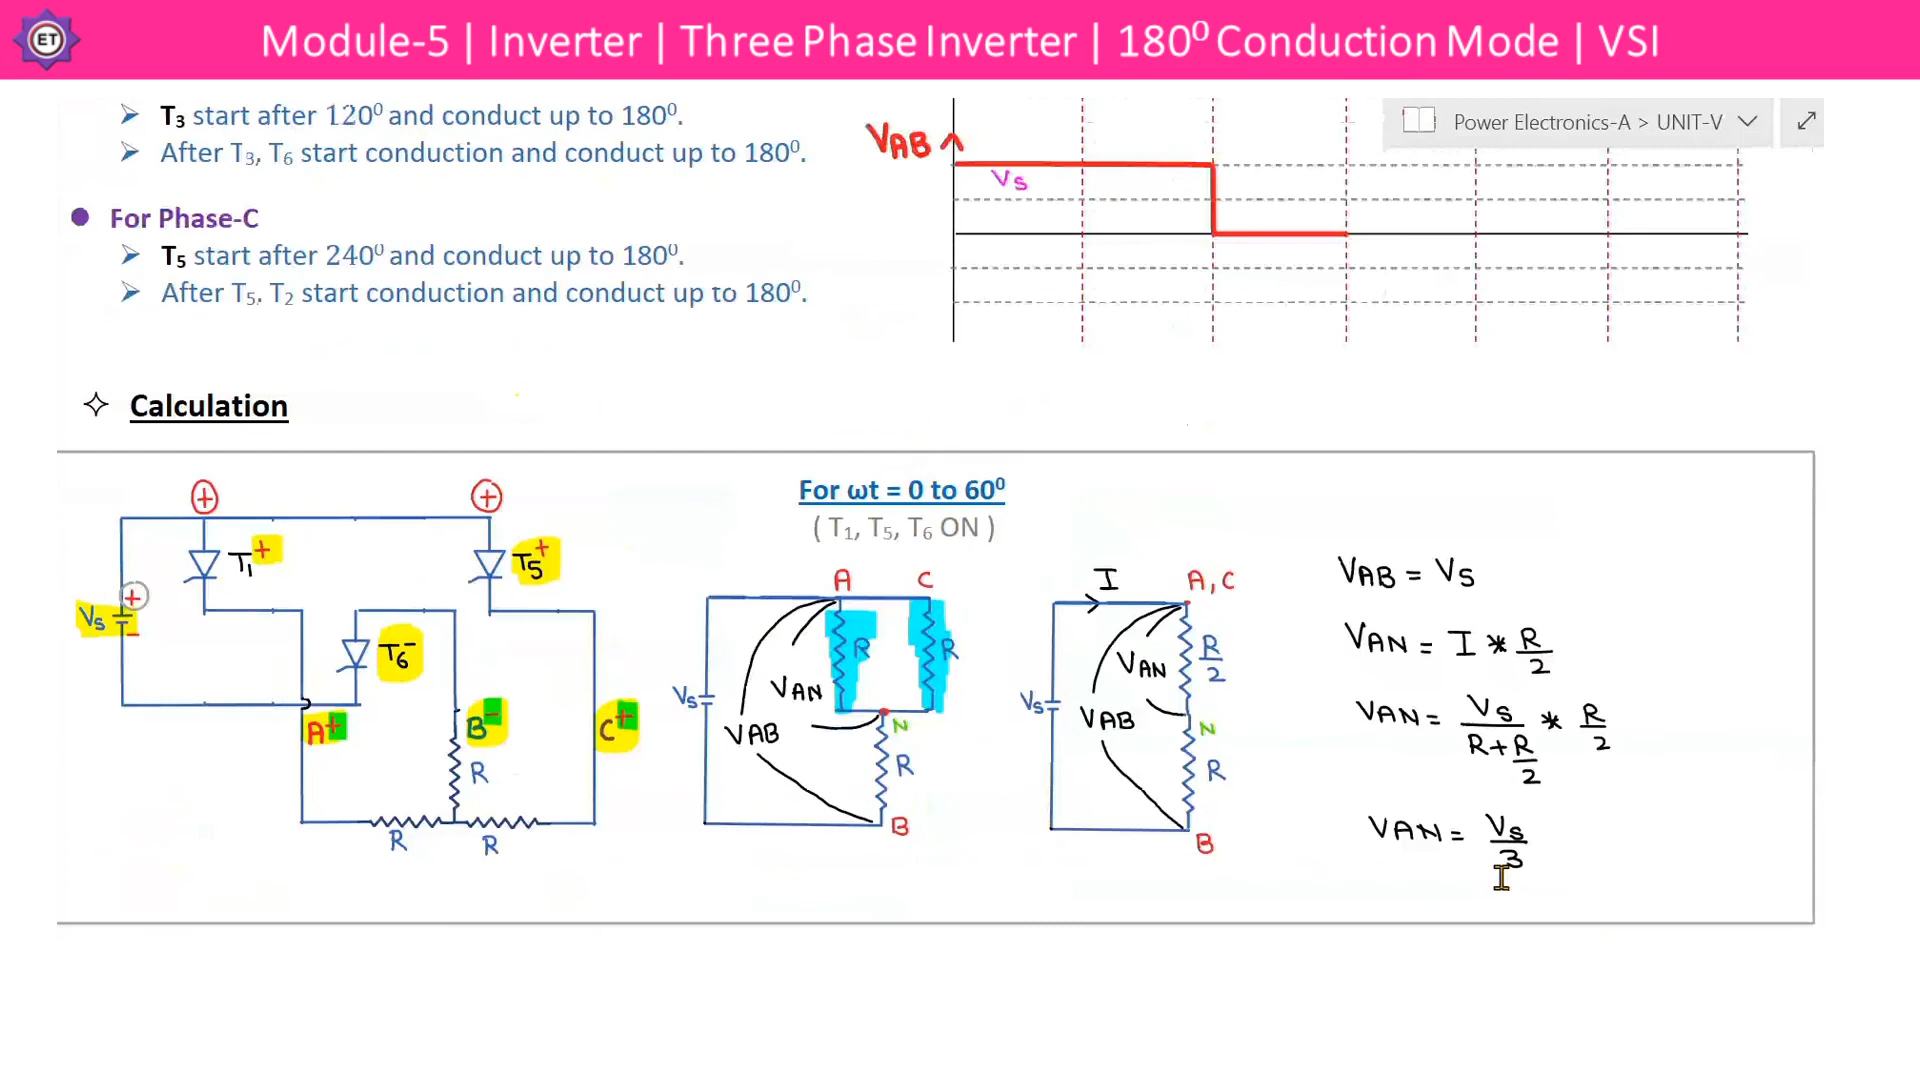 ET
Module-5 | Inverter | Three Phase Inverter | 180⁰ Conduction Mode | VSI
➢ T₃ start after 120⁰ and conduct up to 180⁰.
➢ After T₃, T₆ start conduction and conduct up to 180⁰.
● For Phase-C
➢ T₅ start after 240⁰ and conduct up to 180⁰.
➢ After T₅, T₂ start conduction and conduct up to 180⁰.
VAB
Vs
Power Electronics-A > UNIT-V
Calculation
For ωt = 0 to 60⁰
( T₁, T₅, T₆ ON )
+
+
T₁ +
T₅ +
+
Vs
-
T₆ -
A+
B-
C+
R
R
R
A
C
R
R
VAN
Vs
VAB
N
R
B
I
A, C
R/2
VAN
Vs
VAB
N
R
B
VAB = Vs
VAN = I * R/2
VAN = Vs/(R+R/2) * R/2
VAN = Vs/3